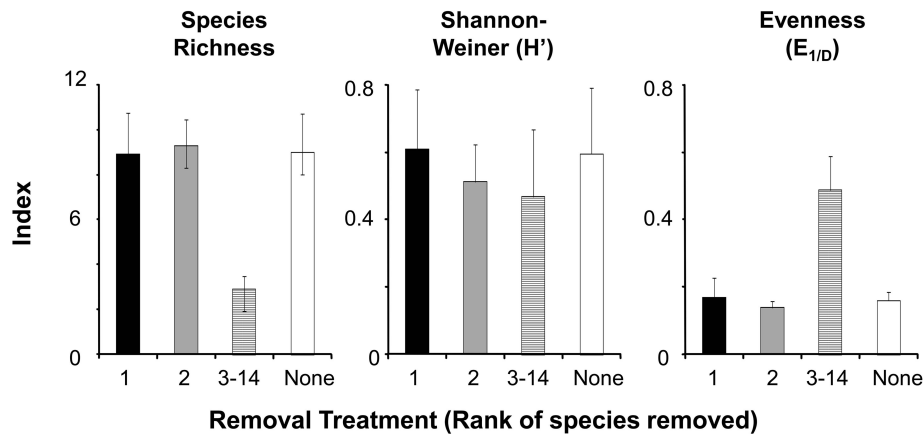 Species
Richness
Shannon-
Weiner (H’)
Evenness
(E1/D)
Index
12
6
0
1 2 3-14 None
0.8
0.4
0
1 2 3-14 None
0.8
0.4
0
1 2 3-14 None
Removal Treatment (Rank of species removed)